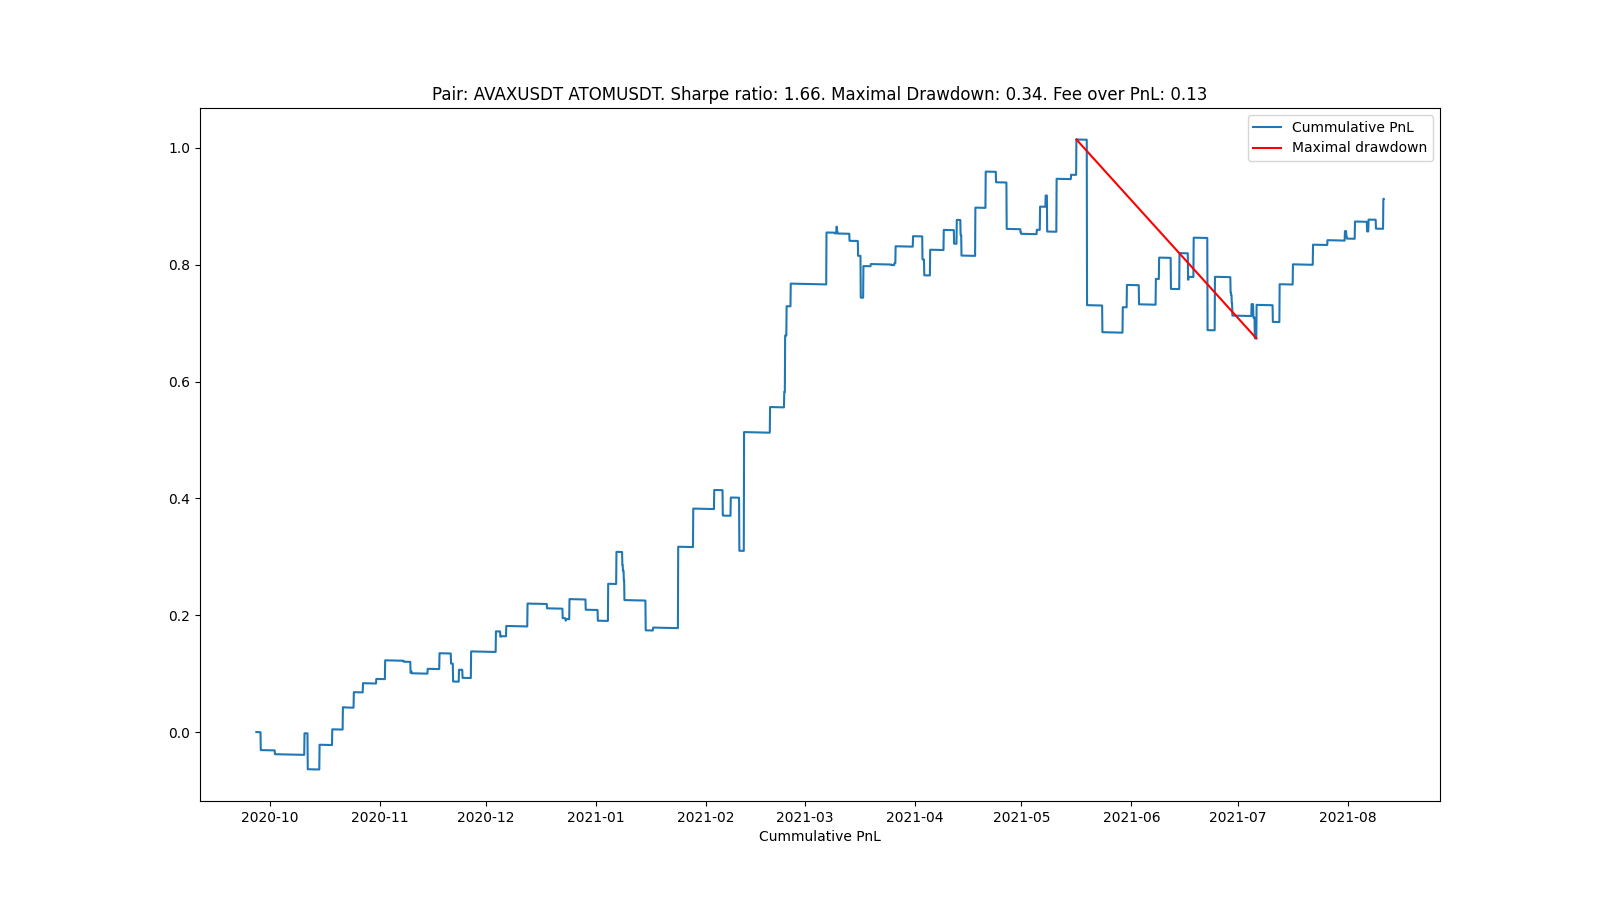 Pair: AVAXUSDT ATOMUSDT. Sharpe ratio: 1.66. Maximal Drawdown: 0.34. Fee over PnL: 0.13
Cummulative PnL
Maximal drawdown
1.0
0.8
0.6
0.4
0.2
0.0
2020-10 2020-11 2020-12 2021-01 2021-02 2021-03 2021-04 2021-05 2021-06 2021-07 2021-08
Cummulative PnL